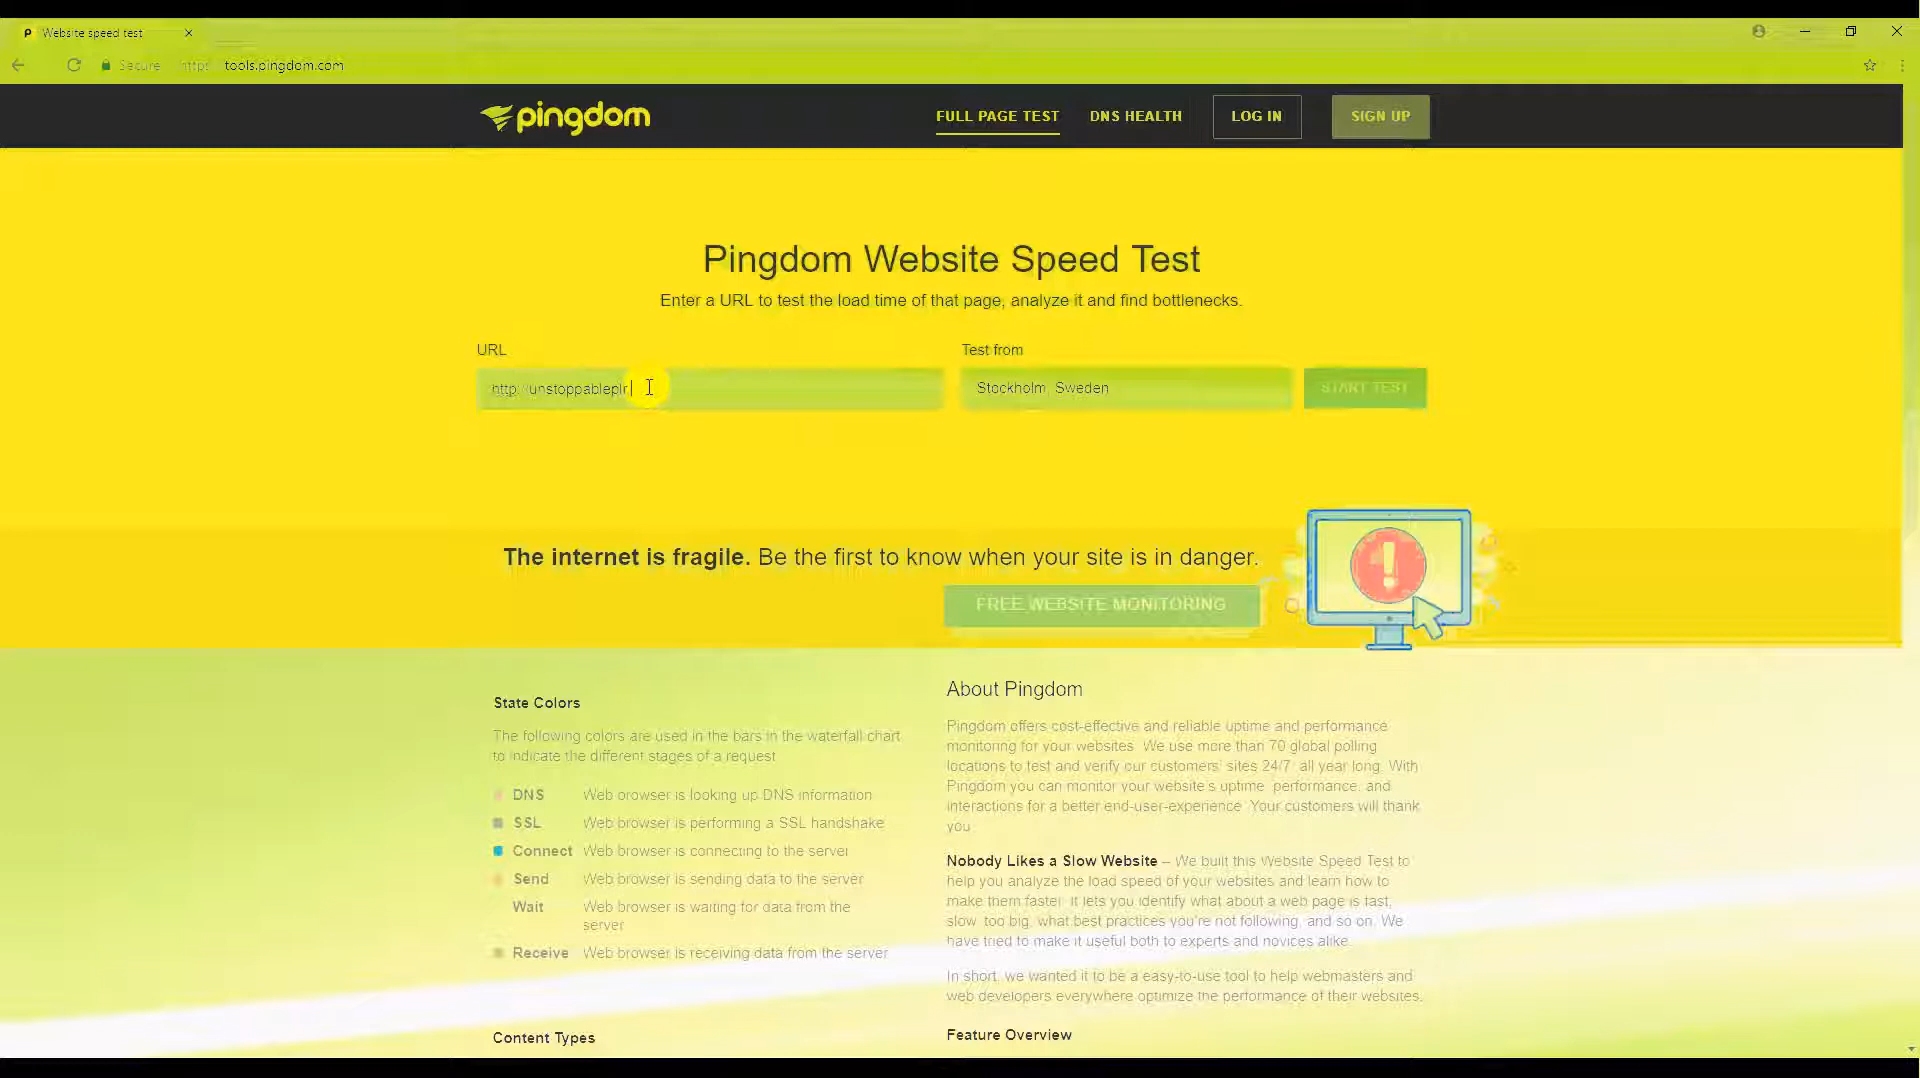 Website speed test
Secure https tools.pingdom.com
pingdom
FULL PAGE TEST
DNS HEALTH
LOG IN
SIGN UP
Pingdom Website Speed Test
Enter a URL to test the load time of that page, analyze it and find bottlenecks.
URL
http://unstoppableplr
Test from
Stockholm, Sweden
START TEST
The internet is fragile. Be the first to know when your site is in danger.
FREE WEBSITE MONITORING
State Colors
The following colors are used in the bars in the waterfall chart
to indicate the different stages of a request
DNS Web browser is looking up DNS information
SSL Web browser is performing a SSL handshake
Connect Web browser is connecting to the server
Send Web browser is sending data to the server
Wait Web browser is waiting for data from the
server
Receive Web browser is receiving data from the server
Content Types
About Pingdom
Pingdom offers cost-effective and reliable uptime and performance
monitoring for your websites. We use more than 70 global polling
locations to test and verify our customers' sites 24/7, all year long. With
Pingdom you can monitor your website's uptime, performance, and
interactions for a better end-user-experience. Your customers will thank
you.
Nobody Likes a Slow Website – We built this Website Speed Test to
help you analyze the load speed of your websites and learn how to
make them faster. It lets you identify what about a web page is fast,
slow, too big, what best practices you're not following, and so on. We
have tried to make it useful both to experts and novices alike.
In short, we wanted it to be a easy-to-use tool to help webmasters and
web developers everywhere optimize the performance of their websites.
Feature Overview